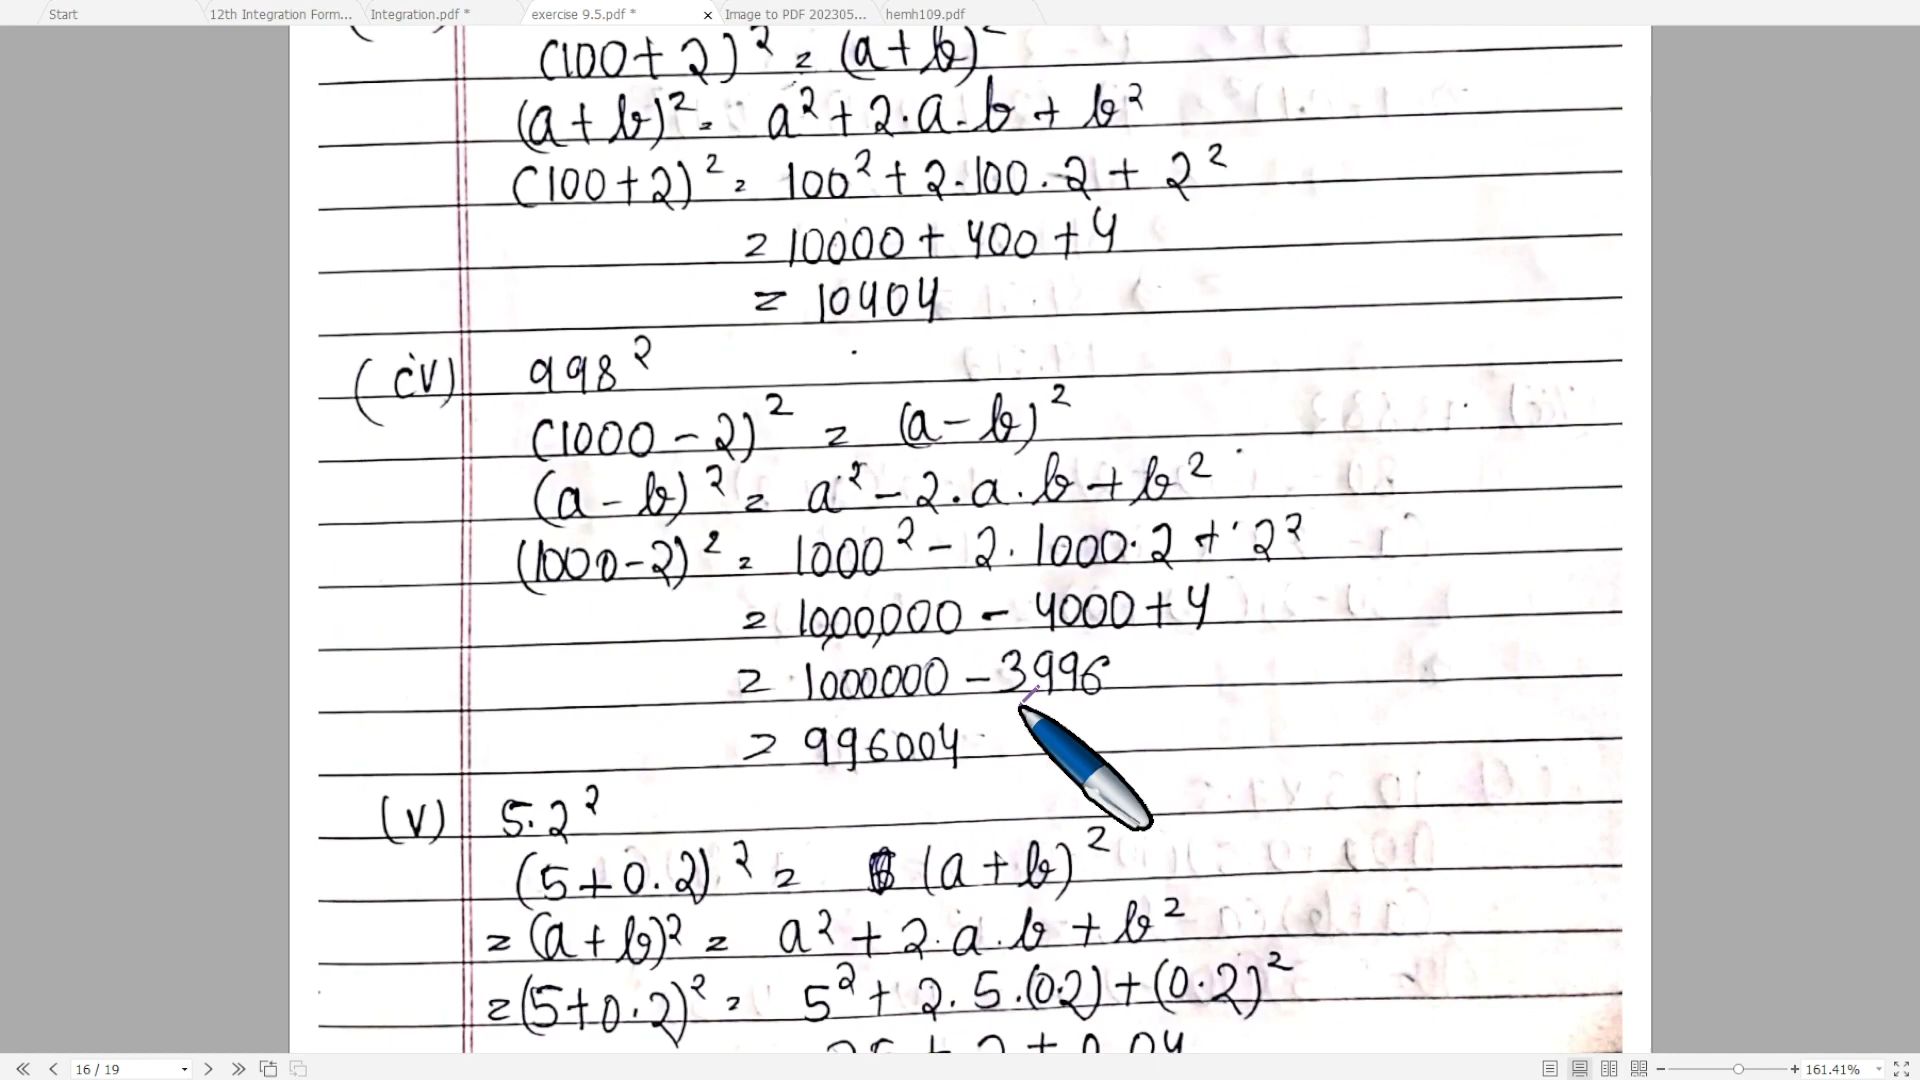 Start 12th Integration Form... Integration.pdf * exercise 9.5.pdf * × Image to PDF 202305... hemh109.pdf
(100+2)² = (a+b)²
(a+b)² = a²+2·a·b+b²
(100+2)² = 100²+2·100·2+2²
= 10000+400+4
= 10404
(iv) 998²
(1000-2)² = (a-b)²
(a-b)² = a²-2·a·b+b²
(1000-2)² = 1000²-2·1000·2+2²
= 10,00,000 - 4000+4
= 1000000-3996
= 996004
(v) 5.2²
(5+0.2)² = (a+b)²
= (a+b)² = a²+2·a·b+b²
= (5+0.2)² = 5²+2·5·(0.2)+(0.2)²
16 / 19 161.41%